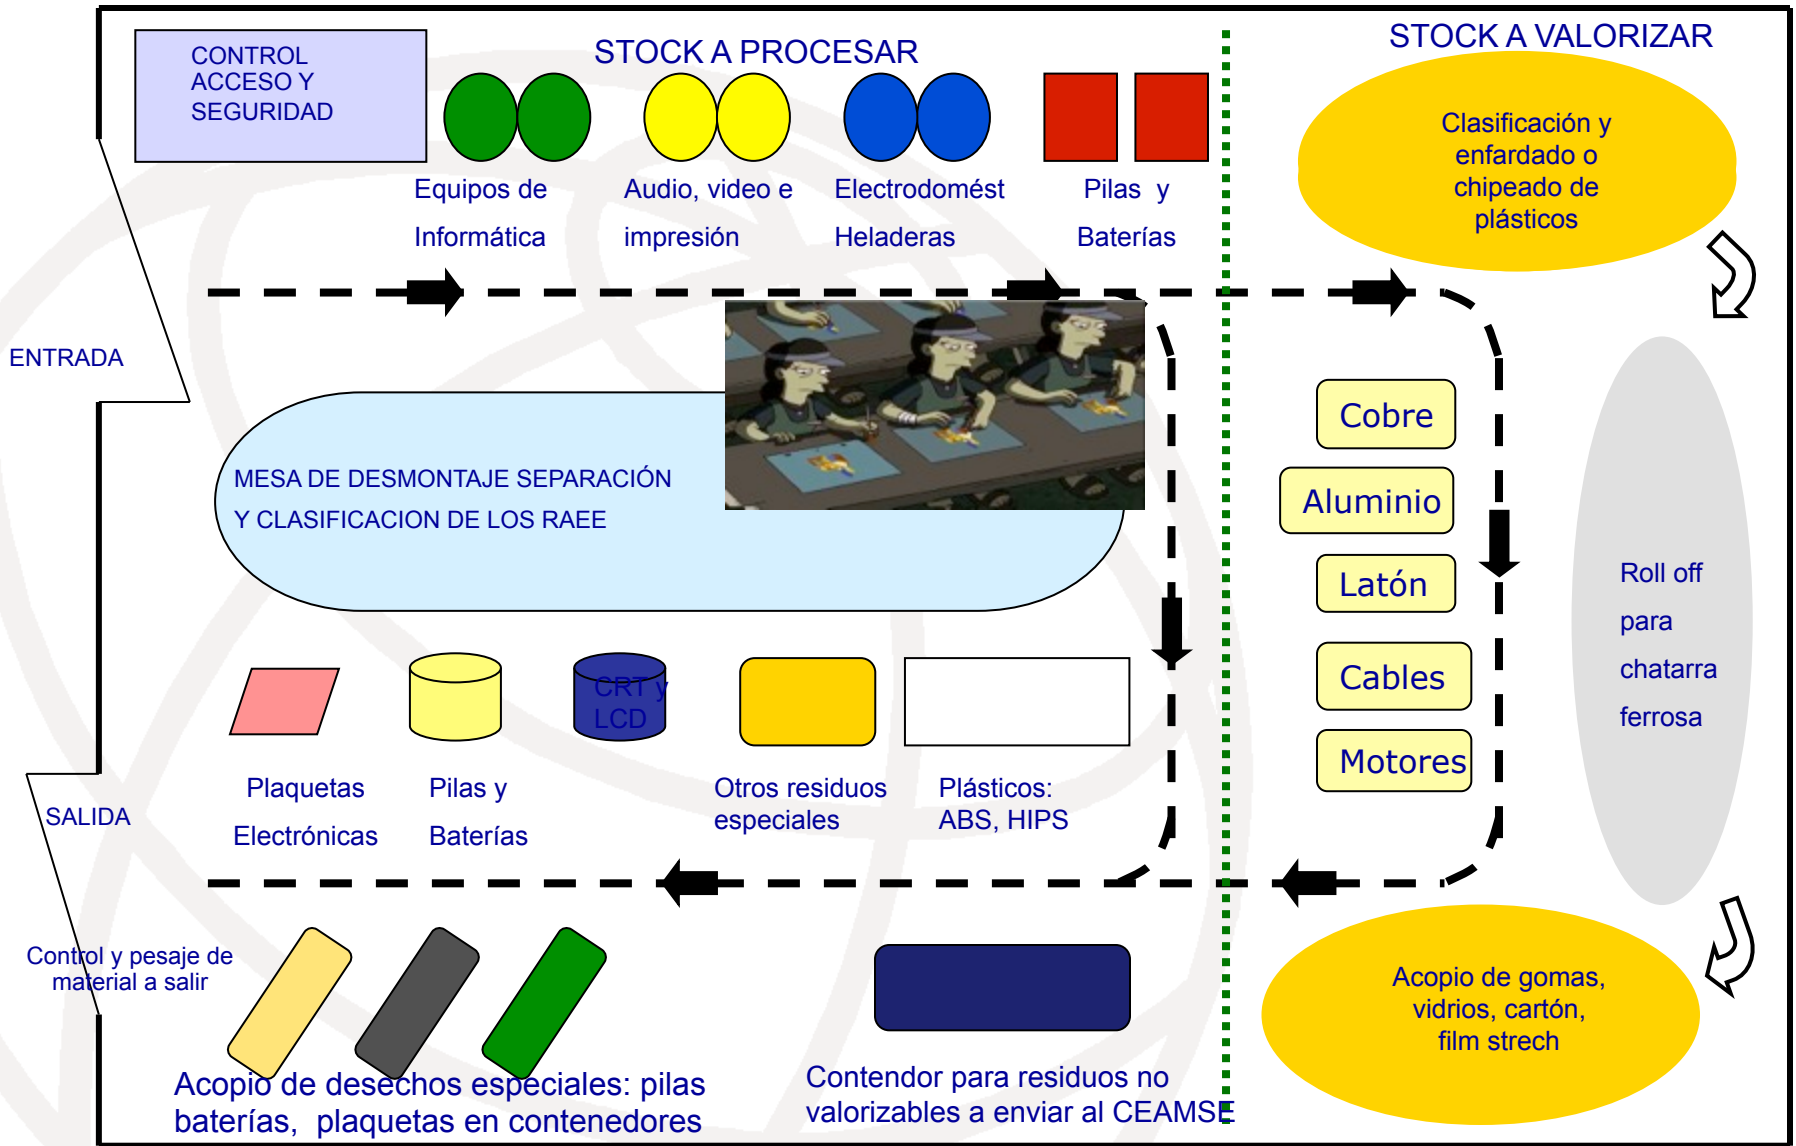 CONTROL
ACCESO Y
SEGURIDAD
STOCK A PROCESAR
STOCK A VALORIZAR
Equipos de
Informática
Audio, video e
impresión
Electrodomést
Heladeras
Pilas y
Baterías
Clasificación y
enfardado o
chipeado de
plásticos
ENTRADA
MESA DE DESMONTAJE SEPARACIÓN
Y CLASIFICACION DE LOS RAEE
Cobre
Aluminio
Latón
Cables
Motores
Roll off
para
chatarra
ferrosa
CRT y
LCD
Plaquetas
Electrónicas
Pilas y
Baterías
Otros residuos
especiales
Plásticos:
ABS, HIPS
SALIDA
Control y pesaje de
material a salir
Acopio de desechos especiales: pilas
baterías, plaquetas en contenedores
Contendor para residuos no
valorizables a enviar al CEAMSE
Acopio de gomas,
vidrios, cartón,
film strech